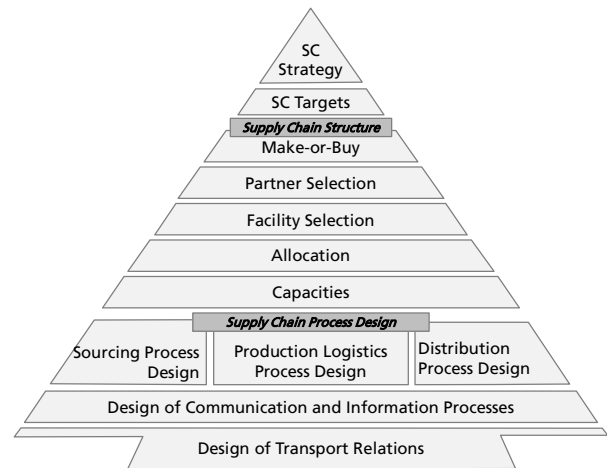 SC
Strategy
SC Targets
Supply Chain Structure
Make-or-Buy
Partner Selection
Facility Selection
Allocation
Capacities
Supply Chain Process Design
Sourcing Process
Design
Production Logistics
Process Design
Distribution
Process Design
Design of Communication and Information Processes
Design of Transport Relations